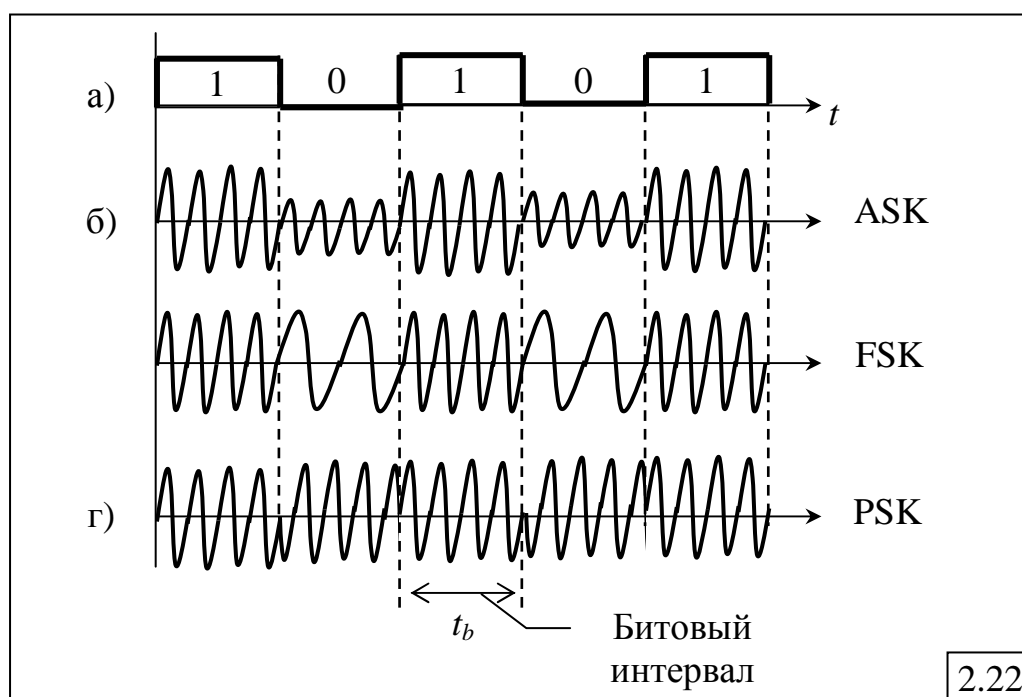 а) 1 0 1 0 1
t
б) ASK
FSK
г) PSK
t_b Битовый
интервал
2.22